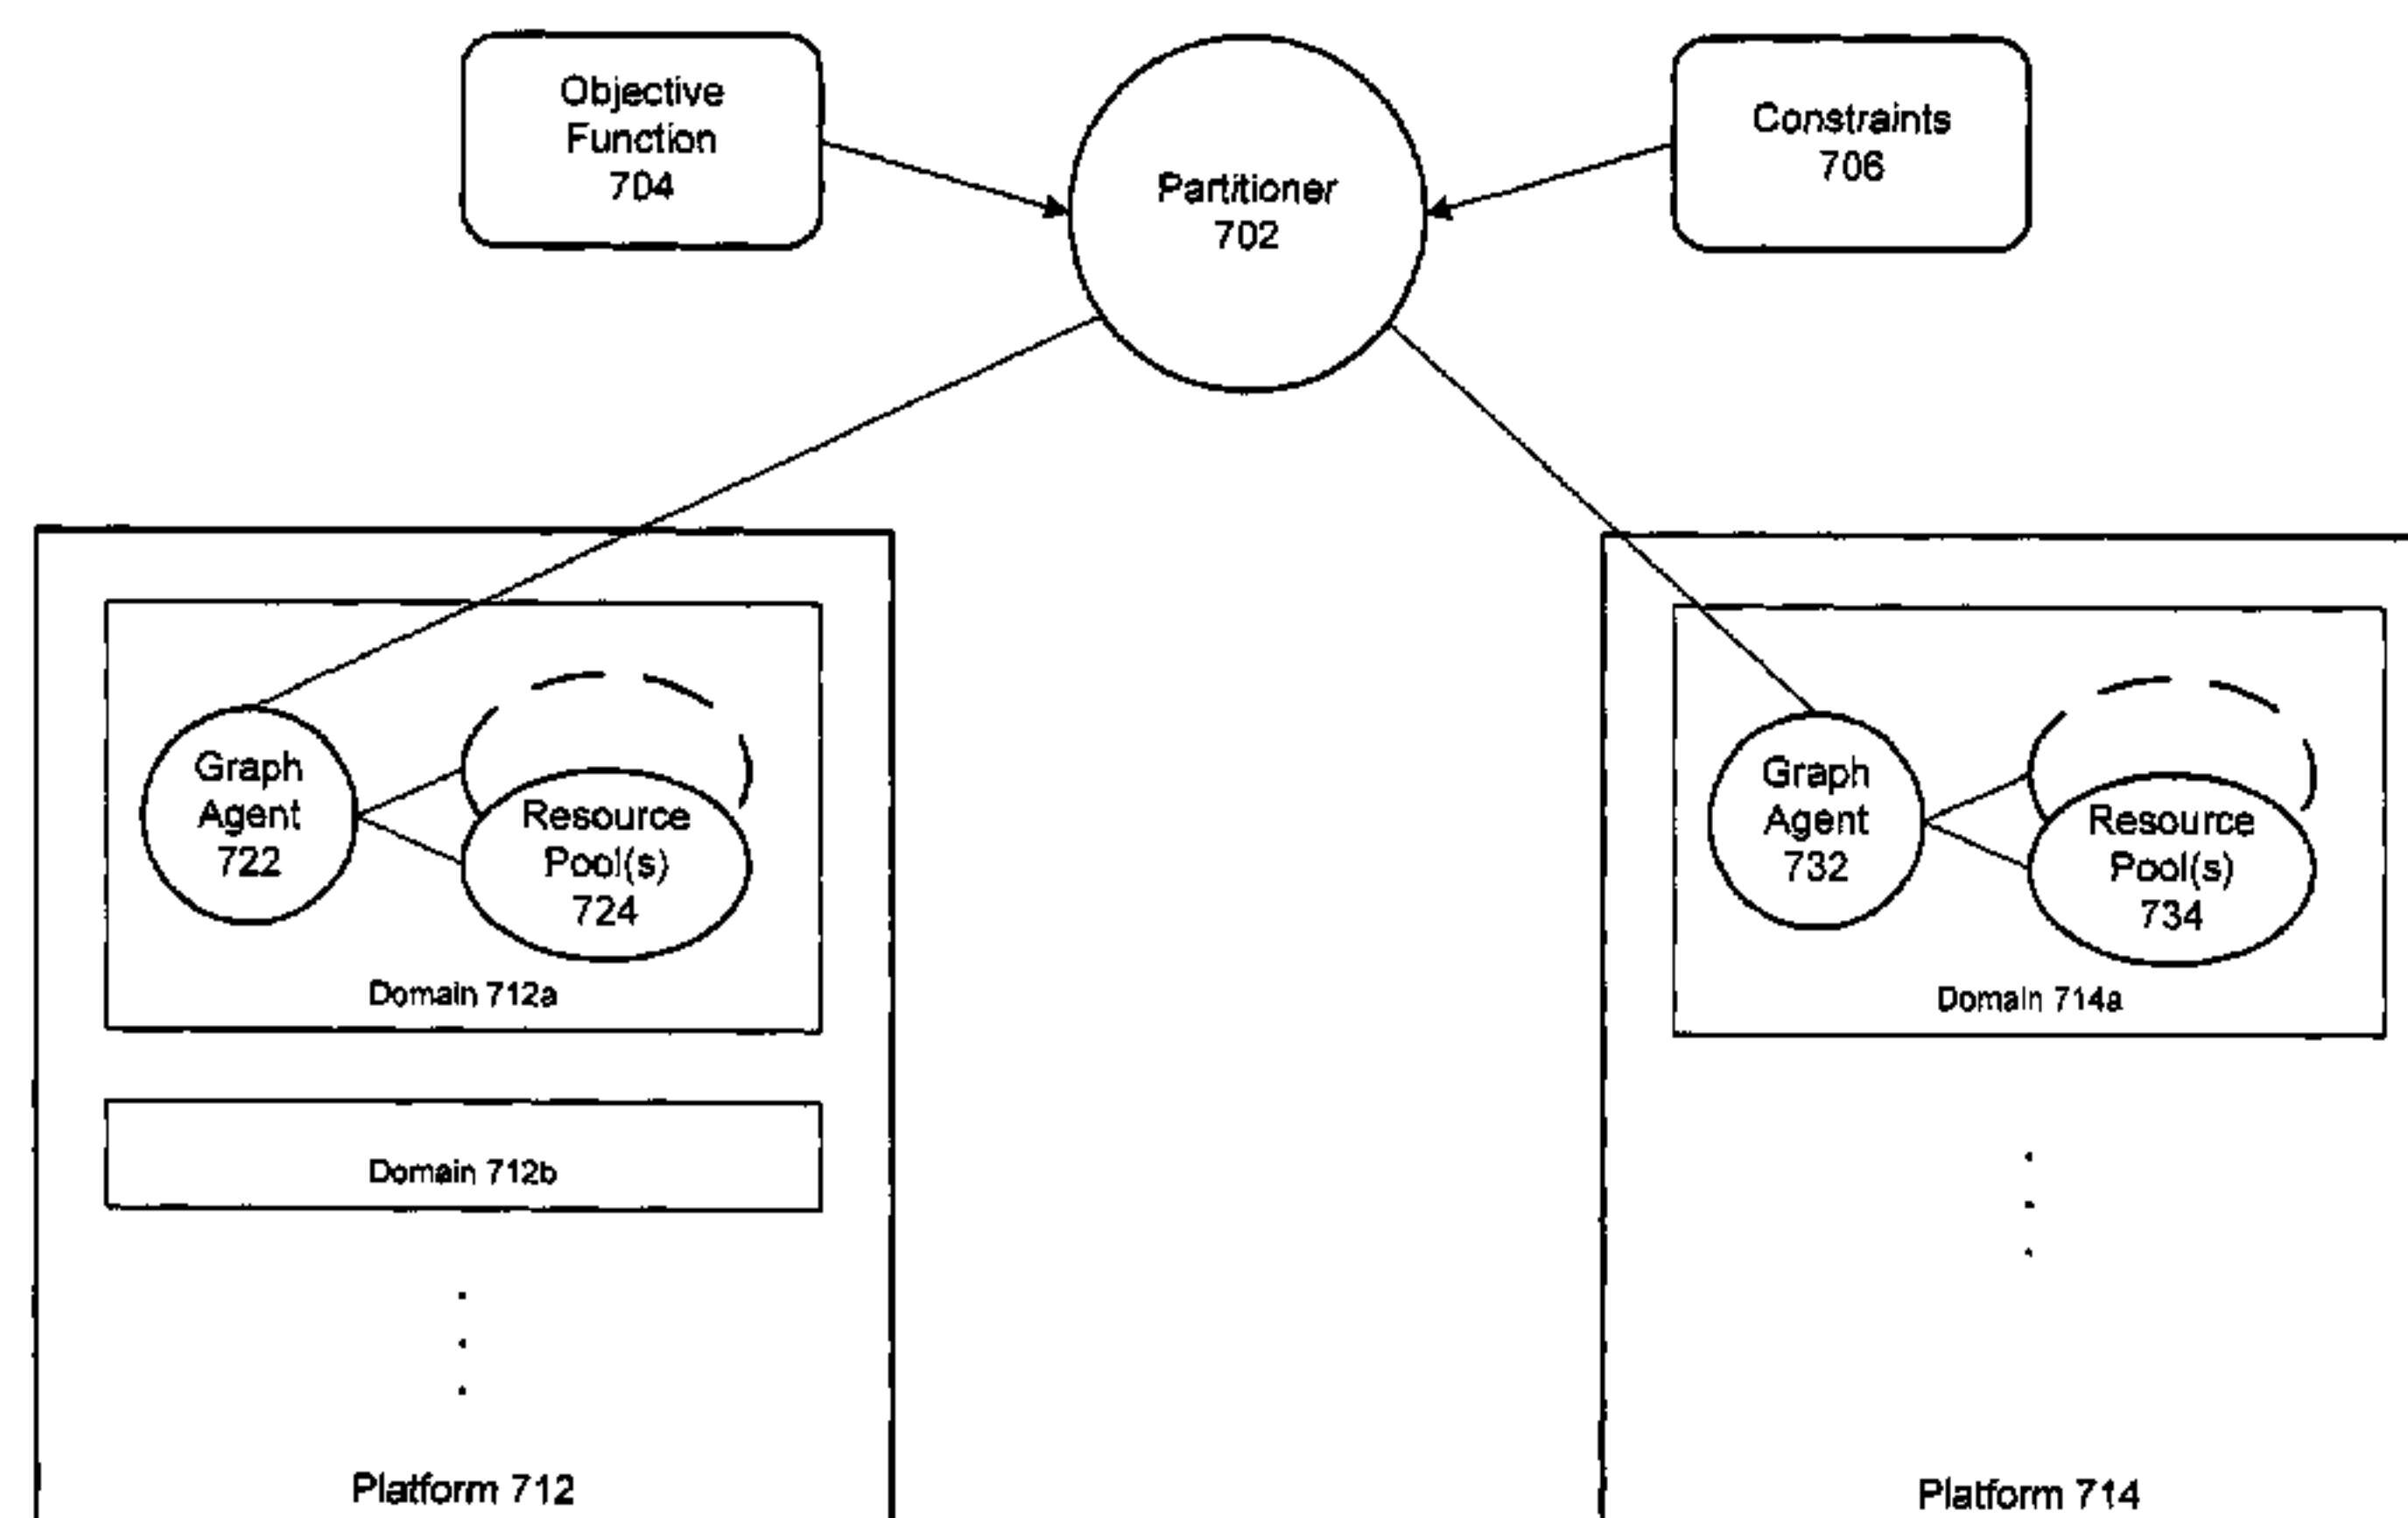 Objective
Function
704
Partitioner
702
Constraints
706
Graph
Agent
722
Resource
Pool(s)
724
Domain 712a
Domain 712b
Platform 712
Graph
Agent
732
Resource
Pool(s)
734
Domain 714a
Platform 714